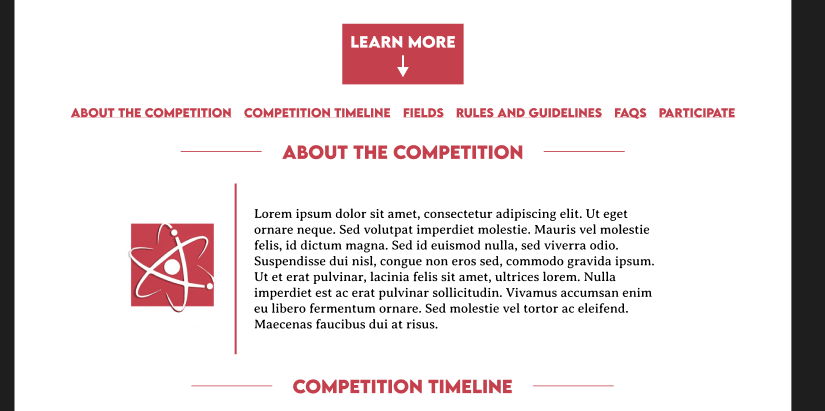 LEARN MORE
ABOUT THE COMPETITION COMPETITION TIMELINE FIELDS RULES AND GUIDELINES FAQS PARTICIPATE
ABOUT THE COMPETITION
Lorem ipsum dolor sit amet, consectetur adipiscing elit. Ut eget
ornare neque. Sed volutpat imperdiet molestie. Mauris vel molestie
felis, id dictum magna. Sed id euismod nulla, sed viverra odio.
Suspendisse dui nisl, congue non eros sed, commodo gravida ipsum.
Ut et erat pulvinar, lacinia felis sit amet, ultrices lorem. Nulla
imperdiet est ac erat pulvinar sollicitudin. Vivamus accumsan enim
eu libero fermentum ornare. Sed molestie vel tortor ac eleifend.
Maecenas faucibus dui at risus.
COMPETITION TIMELINE